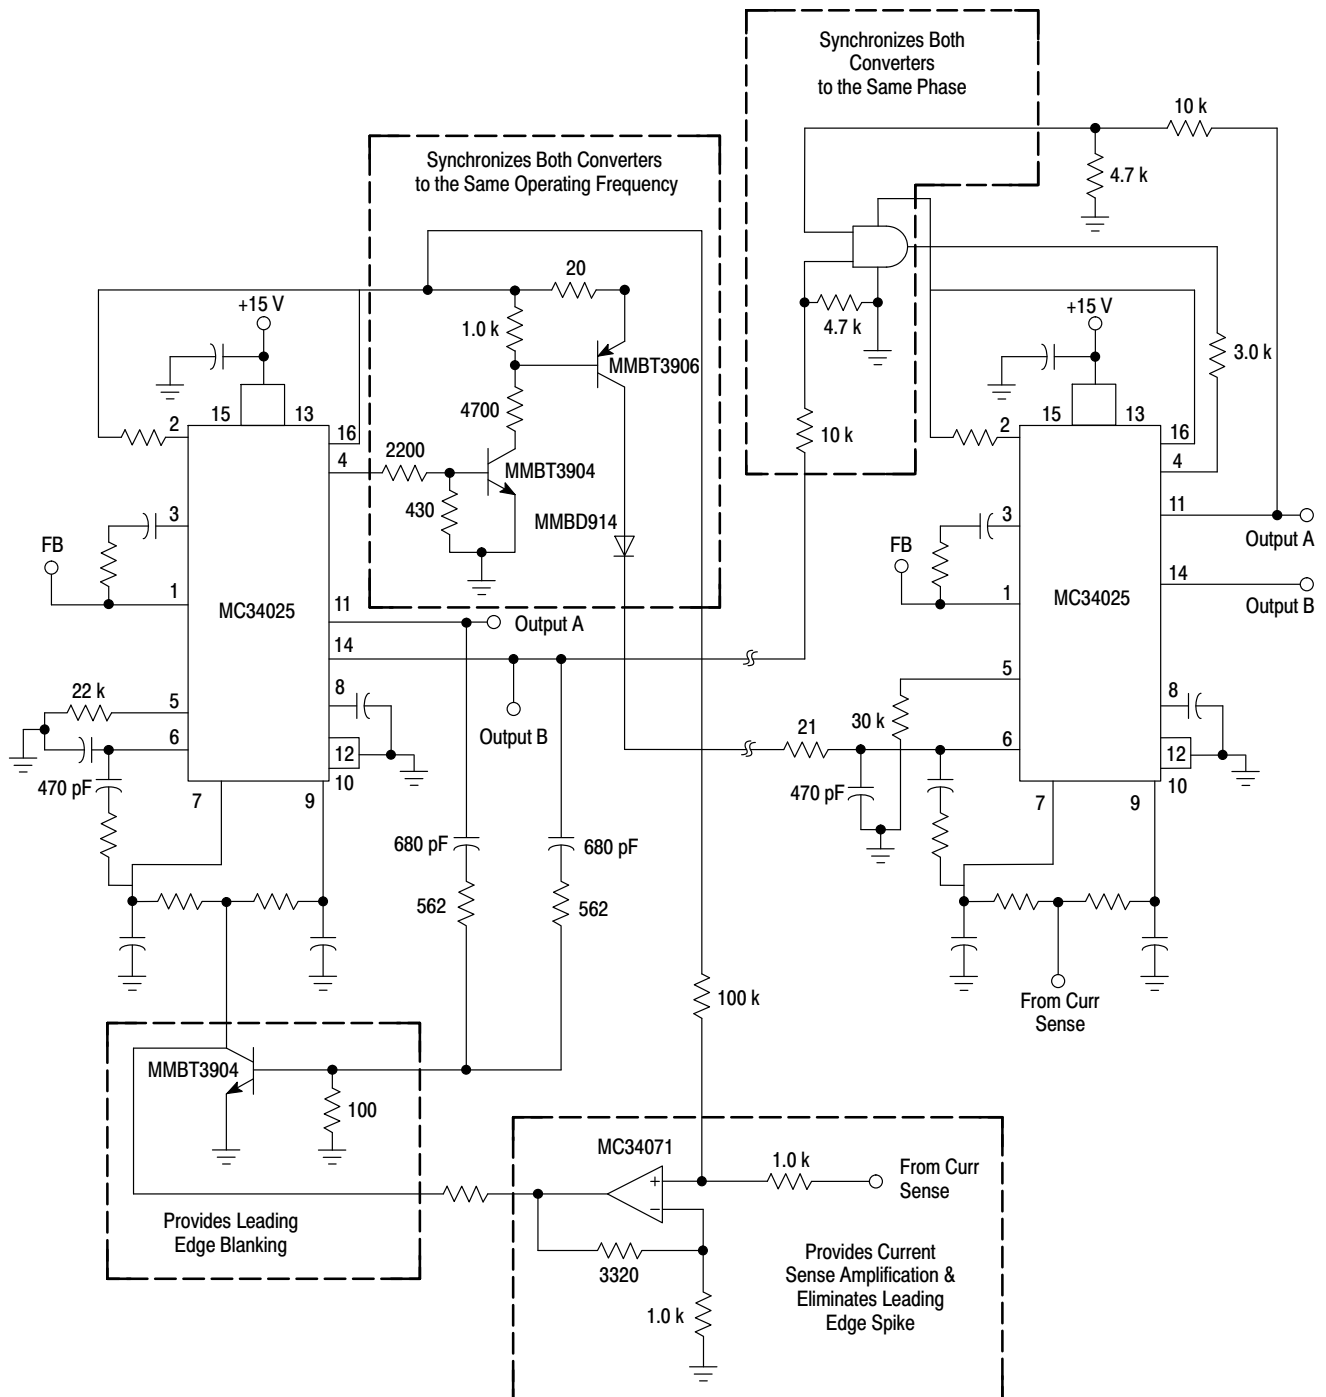 Synchronizes Both
Converters
to the Same Phase
10 k
4.7 k
Synchronizes Both Converters
to the Same Operating Frequency
20
+15 V
1.0 k
4.7 k
+15 V
3.0 k
MMBT3906
15
13
4700
15
13
2
16
2200
10 k
2
16
4
MMBT3904
4
430
11
3
MMBD914
3
Output A
FB
FB
14
1
11
1
MC34025
MC34025
Output B
Output A
14
5
22 k
5
8
30 k
8
Output B
21
6
12
6
12
470 pF
10
470 pF
10
7
9
7
9
680 pF
680 pF
562
562
100 k
From Curr
Sense
MMBT3904
100
MC34071
1.0 k
From Curr
Sense
+
−
Provides Leading
Edge Blanking
3320
Provides Current
Sense Amplification &
Eliminates Leading
Edge Spike
1.0 k